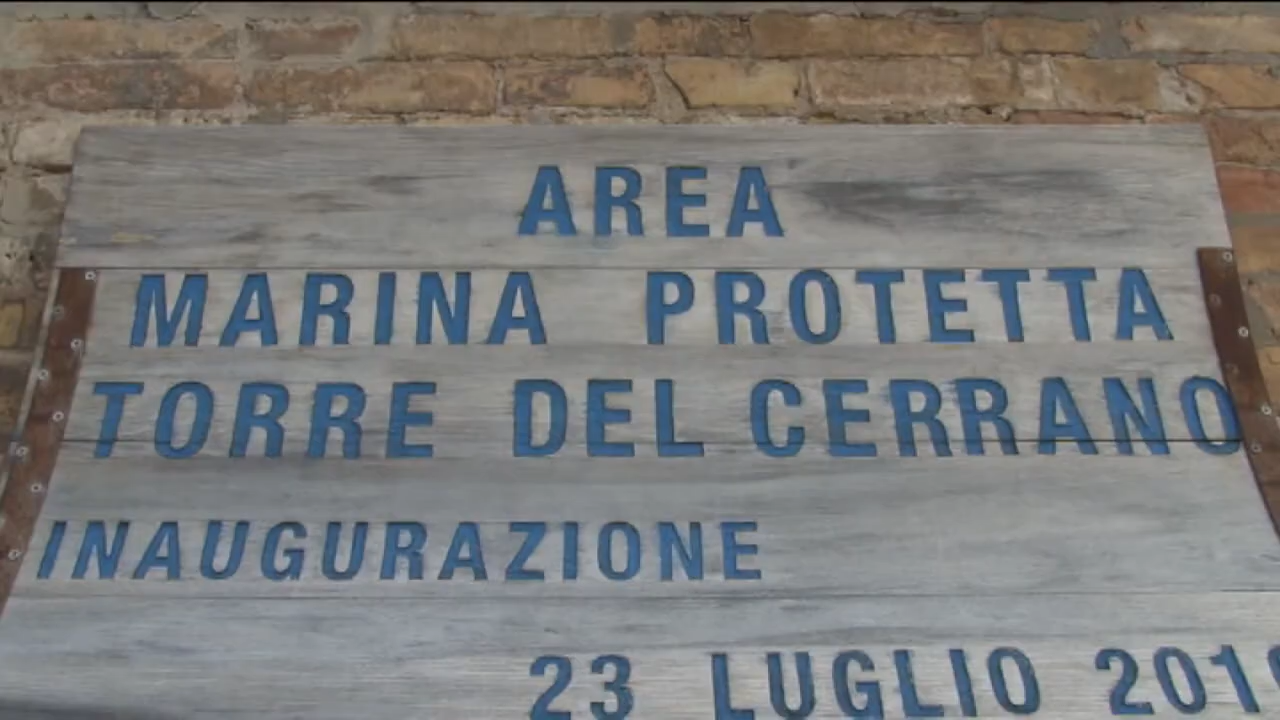 AREA
MARINA PROTETTA
TORRE DEL CERRANO
INAUGURAZIONE
23 LUGLIO